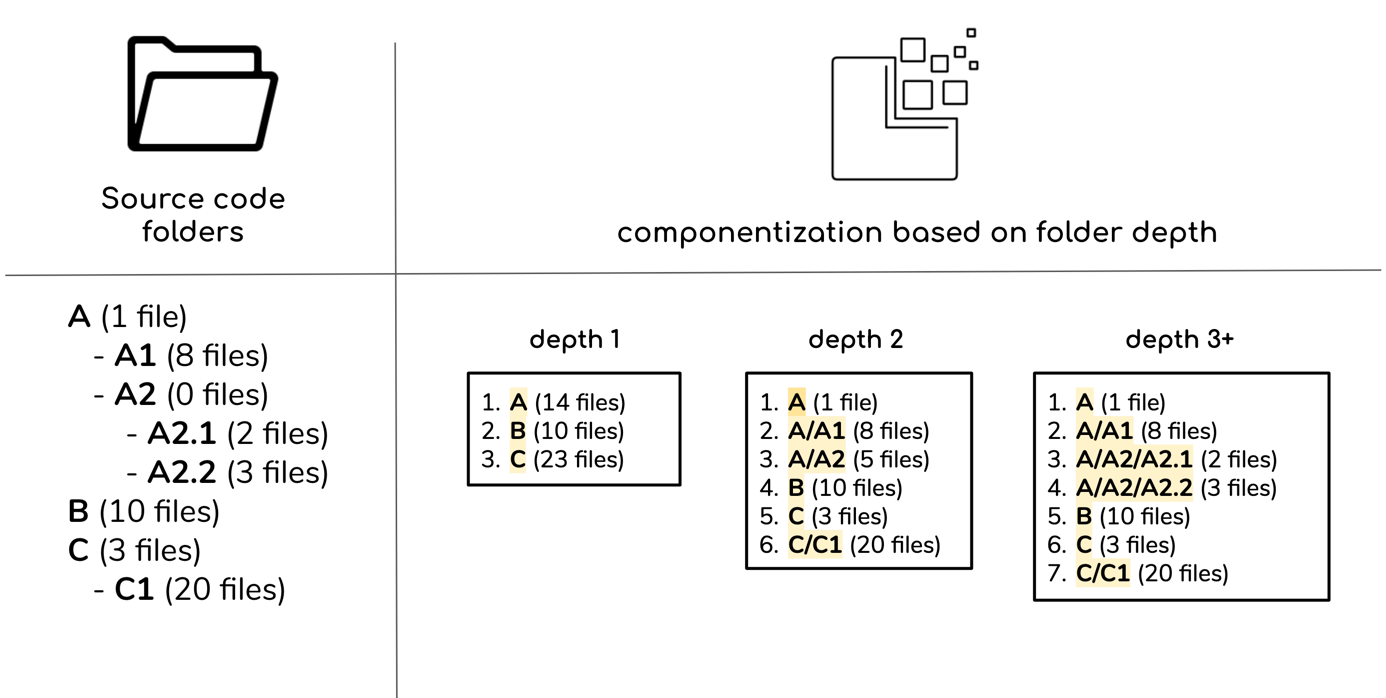 Source code
folders
componentization based on folder depth
A (1 file)
- A1 (8 files)
- A2 (0 files)
- A2.1 (2 files)
- A2.2 (3 files)
B (10 files)
C (3 files)
- C1 (20 files)
depth 1
1. A (14 files)
2. B (10 files)
3. C (23 files)
depth 2
1. A (1 file)
2. A/A1 (8 files)
3. A/A2 (5 files)
4. B (10 files)
5. C (3 files)
6. C/C1 (20 files)
depth 3+
1. A (1 file)
2. A/A1 (8 files)
3. A/A2/A2.1 (2 files)
4. A/A2/A2.2 (3 files)
5. B (10 files)
6. C (3 files)
7. C/C1 (20 files)